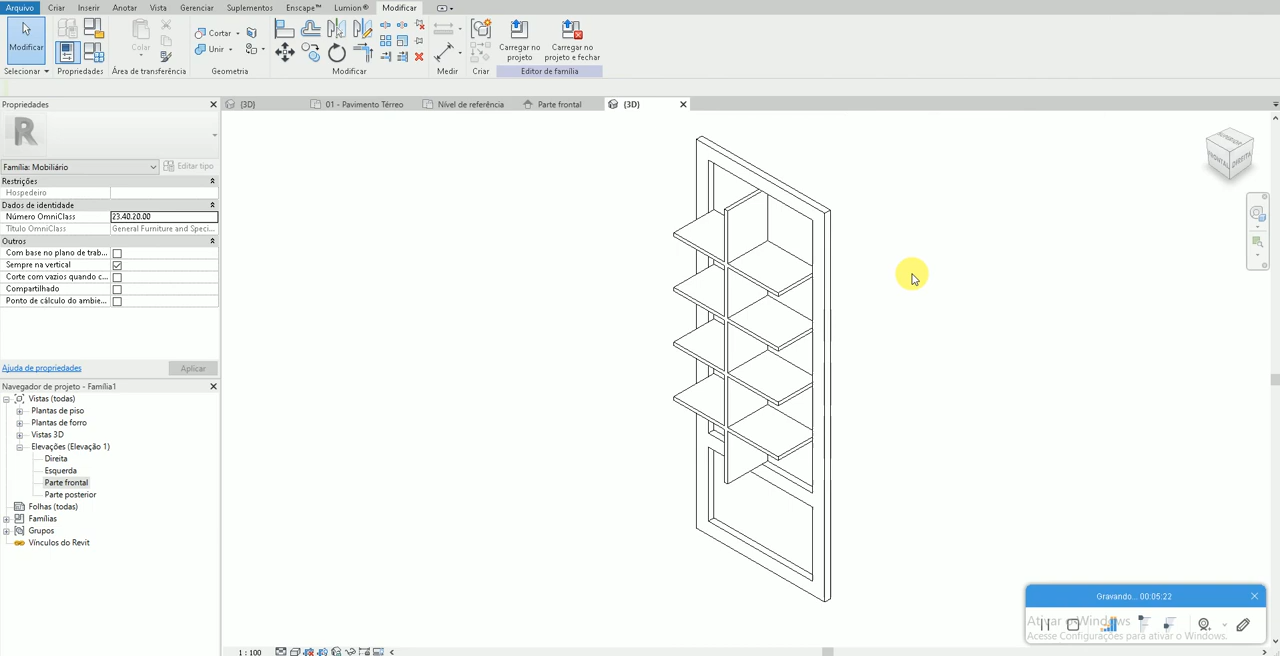 Arquivo Criar Inserir Anotar Vista Gerenciar Suplementos Enscape™ Lumion® Modificar
Modificar
Colar
Cortar
Unir
Carregar no projeto
Carregar no projeto e fechar
Selecionar Propriedades Área de transferência Geometria Modificar Medir Criar Editor de família
Propriedades
{3D} 01 - Pavimento Térreo Nível de referência Parte frontal {3D}
R
Família: Mobiliário Editar tipo
Restrições
Hospedeiro
Dados de identidade
Número OmniClass 23.40.20.00
Título OmniClass General Furniture and Speci...
Outros
Com base no plano de trab...
Sempre na vertical
Corte com vazios quando c...
Compartilhado
Ponto de cálculo do ambie...
Ajuda de propriedades Aplicar
Navegador de projeto - Família1
Vistas (todas)
Plantas de piso
Plantas de forro
Vistas 3D
Elevações (Elevação 1)
Direita
Esquerda
Parte frontal
Parte posterior
Folhas (todas)
Famílias
Grupos
Vínculos do Revit
SUPERIOR
FRONTAL DIREITA
Gravando... 00:05:22
Ativar o Windows
Acesse Configurações para ativar o Windows.
1 : 100